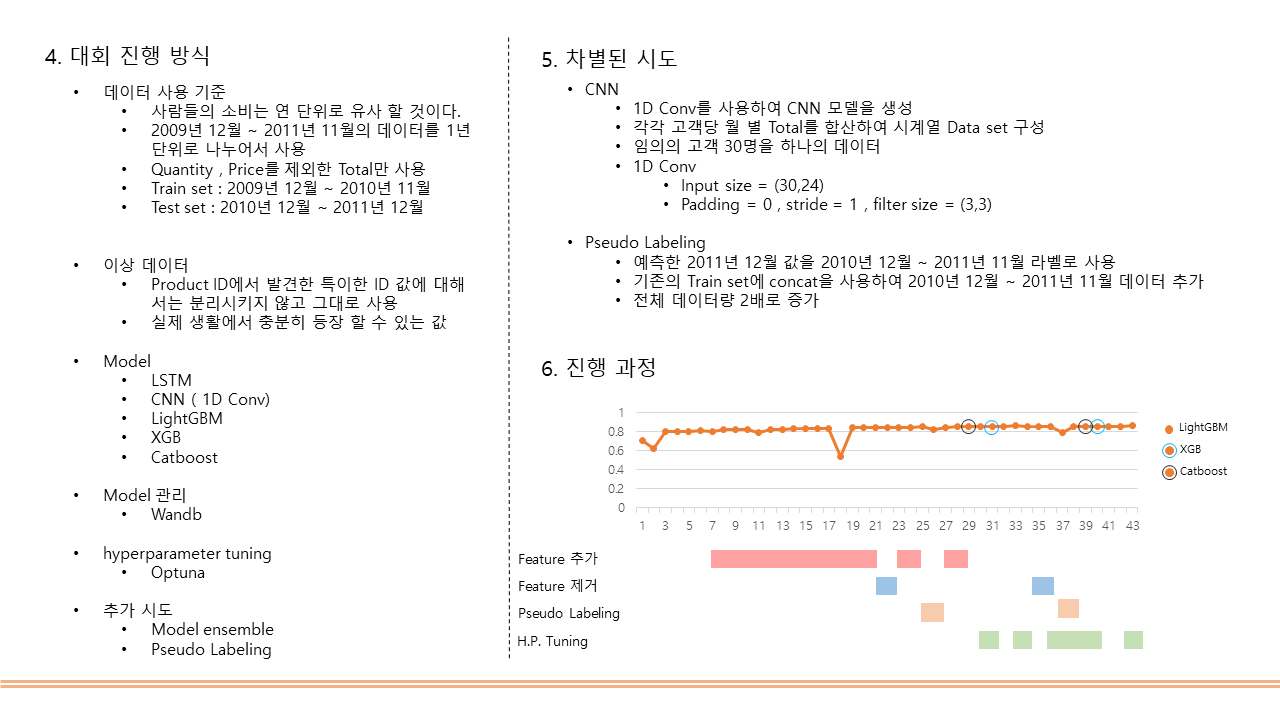 4. 대회 진행 방식
• 데이터 사용 기준
• 사람들의 소비는 연 단위로 유사 할 것이다.
• 2009년 12월 ~ 2011년 11월의 데이터를 1년
단위로 나누어서 사용
• Quantity , Price를 제외한 Total만 사용
• Train set : 2009년 12월 ~ 2010년 11월
• Test set : 2010년 12월 ~ 2011년 12월
• 이상 데이터
• Product ID에서 발견한 특이한 ID 값에 대해
서는 분리시키지 않고 그대로 사용
• 실제 생활에서 충분히 등장 할 수 있는 값
• Model
• LSTM
• CNN ( 1D Conv)
• LightGBM
• XGB
• Catboost
• Model 관리
• Wandb
• hyperparameter tuning
• Optuna
• 추가 시도
• Model ensemble
• Pseudo Labeling
5. 차별된 시도
• CNN
• 1D Conv를 사용하여 CNN 모델을 생성
• 각각 고객당 월 별 Total를 합산하여 시계열 Data set 구성
• 임의의 고객 30명을 하나의 데이터
• 1D Conv
• Input size = (30,24)
• Padding = 0 , stride = 1 , filter size = (3,3)
• Pseudo Labeling
• 예측한 2011년 12월 값을 2010년 12월 ~ 2011년 11월 라벨로 사용
• 기존의 Train set에 concat을 사용하여 2010년 12월 ~ 2011년 11월 데이터 추가
• 전체 데이터량 2배로 증가
6. 진행 과정
1
0.8
0.6
0.4
0.2
0
1 3 5 7 9 11 13 15 17 19 21 23 25 27 29 31 33 35 37 39 41 43
LightGBM
XGB
Catboost
Feature 추가
Feature 제거
Pseudo Labeling
H.P. Tuning